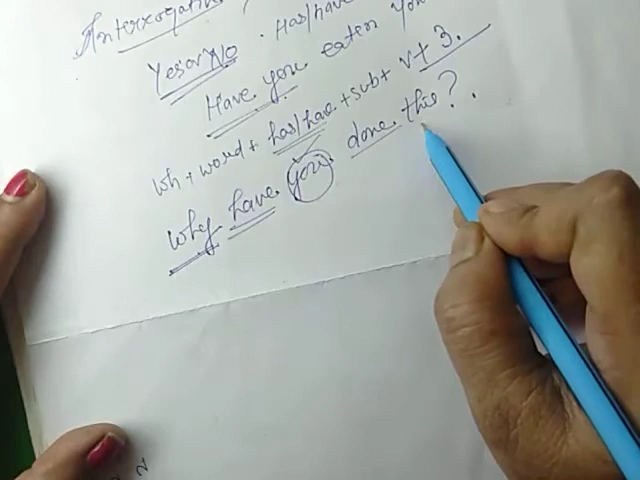 Interrogative
Yes or No. Has/have
Have you eaten you
wh + word + has/have + sub + v + 3.
Why have you done this?.